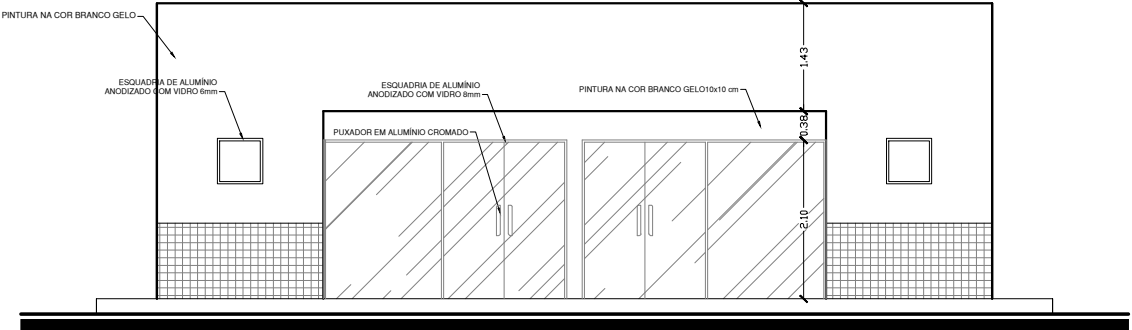 PINTURA NA COR BRANCO GELO
ESQUADRIA DE ALUMÍNIO
ANODIZADO COM VIDRO 6mm
ESQUADRIA DE ALUMÍNIO
ANODIZADO COM VIDRO 8mm
PINTURA NA COR BRANCO GELO10x10 cm
PUXADOR EM ALUMÍNIO CROMADO
1.43
0.38
2.10